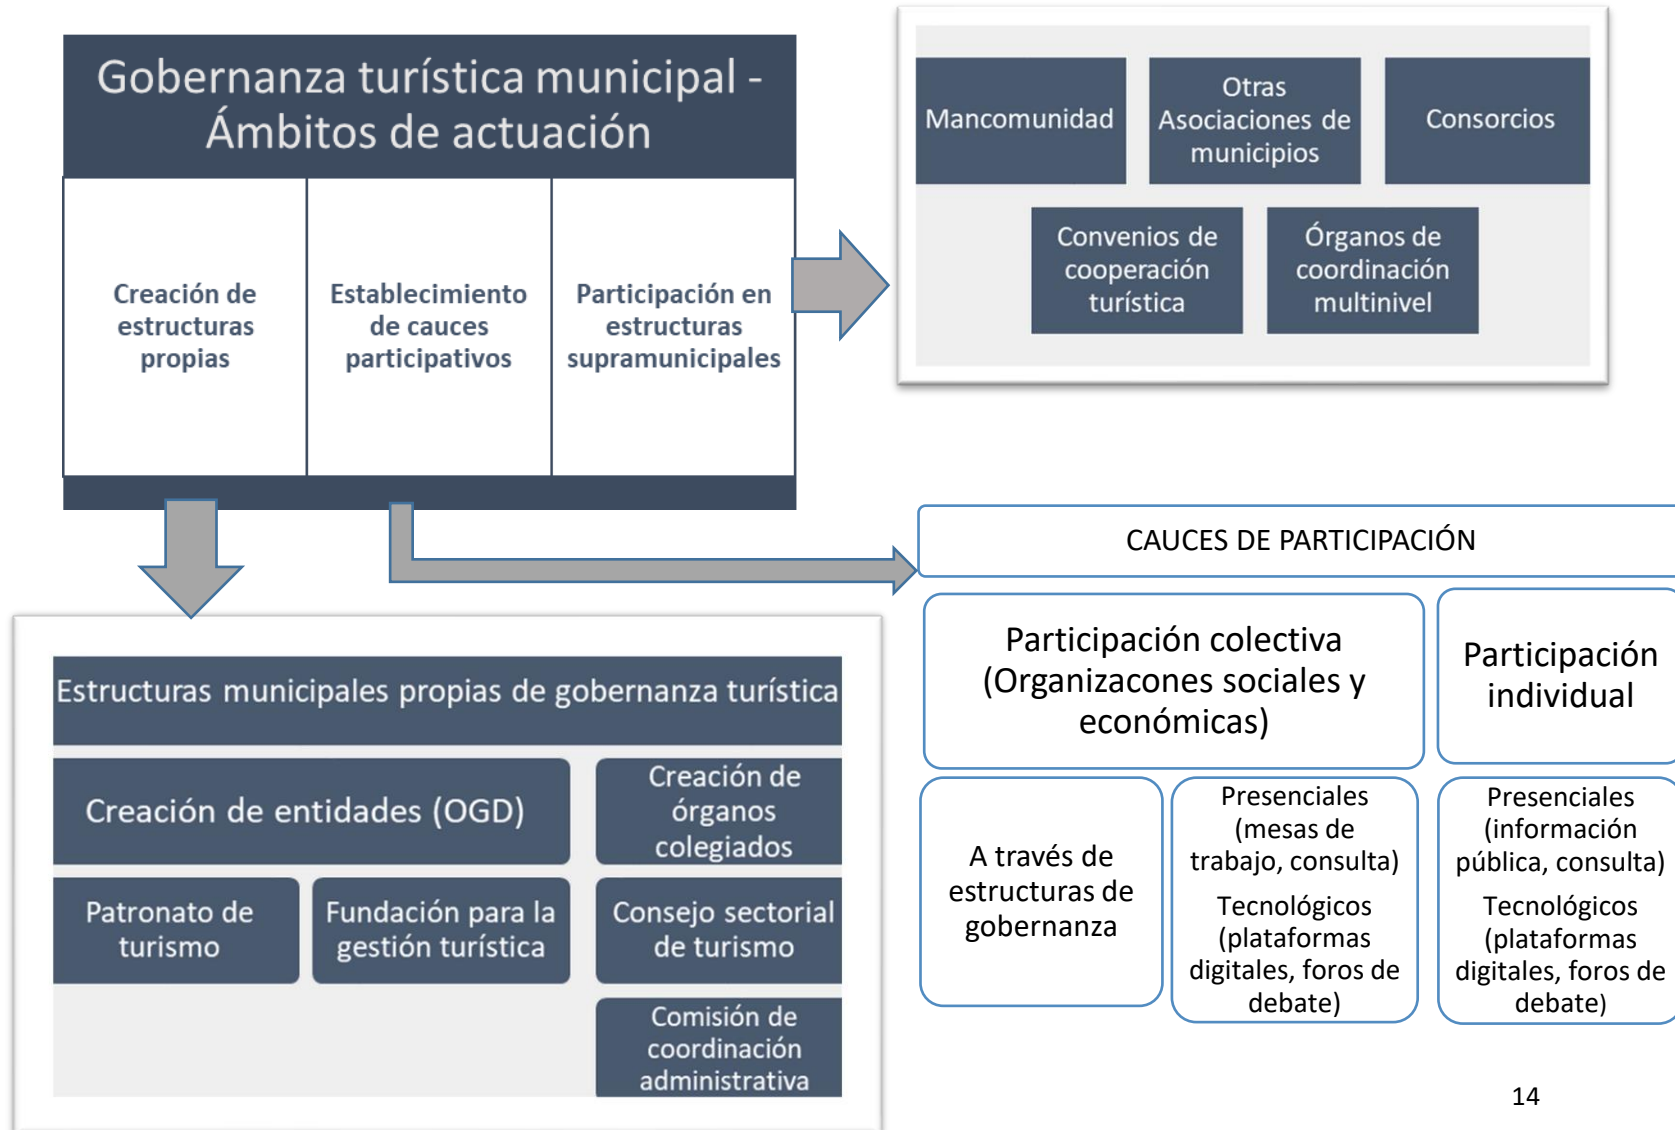 Gobernanza turística municipal -
Ámbitos de actuación
Creación de
estructuras
propias
Establecimiento
de cauces
participativos
Participación en
estructuras
supramunicipales
Mancomunidad
Otras
Asociaciones de
municipios
Consorcios
Convenios de
cooperación
turística
Órganos de
coordinación
multinivel
Estructuras municipales propias de gobernanza turística
Creación de entidades (OGD)
Creación de
órganos
colegiados
Patronato de
turismo
Fundación para la
gestión turística
Consejo sectorial
de turismo
Comisión de
coordinación
administrativa
CAUCES DE PARTICIPACIÓN
Participación colectiva
(Organizacones sociales y
económicas)
Participación
individual
A través de
estructuras de
gobernanza
Presenciales
(mesas de
trabajo, consulta)
Tecnológicos
(plataformas
digitales, foros de
debate)
Presenciales
(información
pública, consulta)
Tecnológicos
(plataformas
digitales, foros de
debate)
14